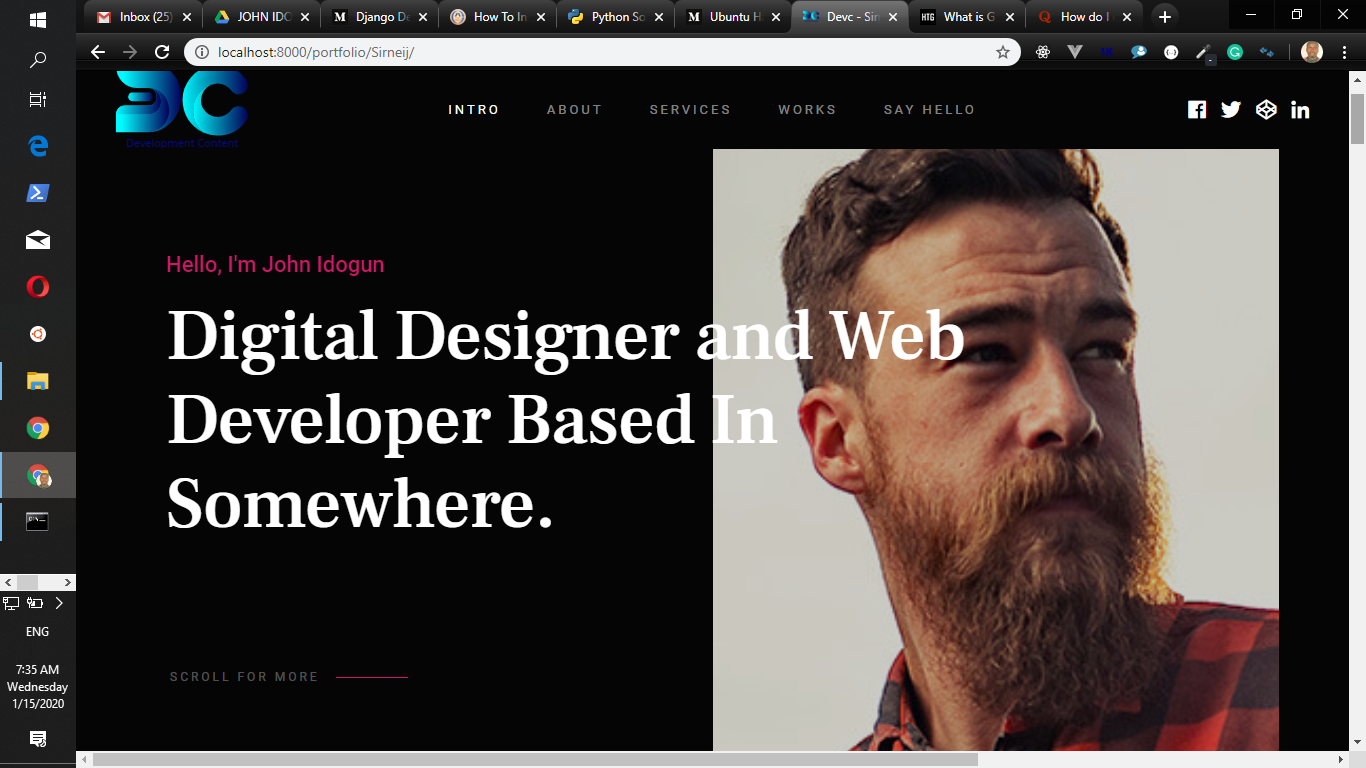 Inbox (25)
JOHN IDO
Django De
How To In
Python So
Ubuntu H
Devc - Sir
HTG
What is G
How do I
localhost:8000/portfolio/Sirneij/
DC
Development Content
INTRO
ABOUT
SERVICES
WORKS
SAY HELLO
Hello, I'm John Idogun
Digital Designer and Web
Developer Based In
Somewhere.
SCROLL FOR MORE
ENG
7:35 AM
Wednesday
1/15/2020